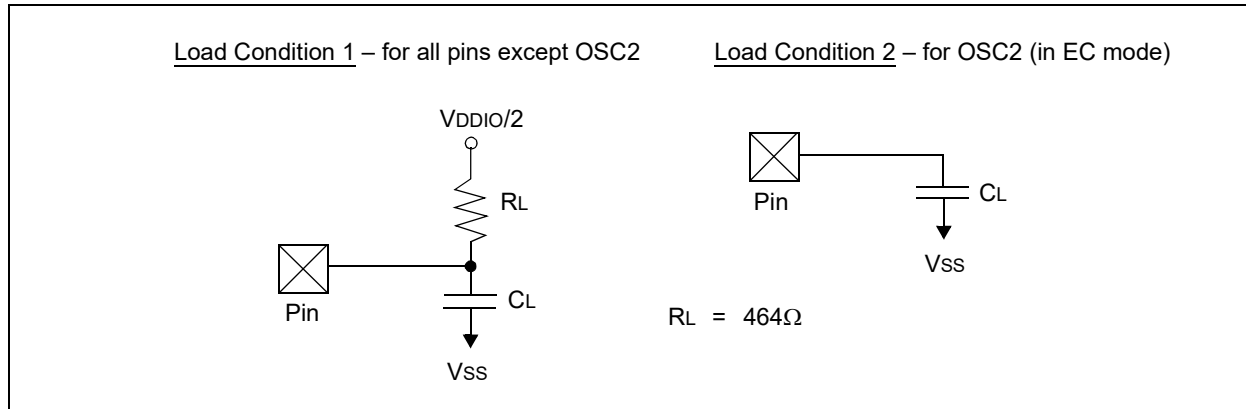 Load Condition 1 – for all pins except OSC2
VDDIO/2
RL
Pin
CL
VSS
Load Condition 2 – for OSC2 (in EC mode)
Pin
CL
VSS
RL = 464Ω